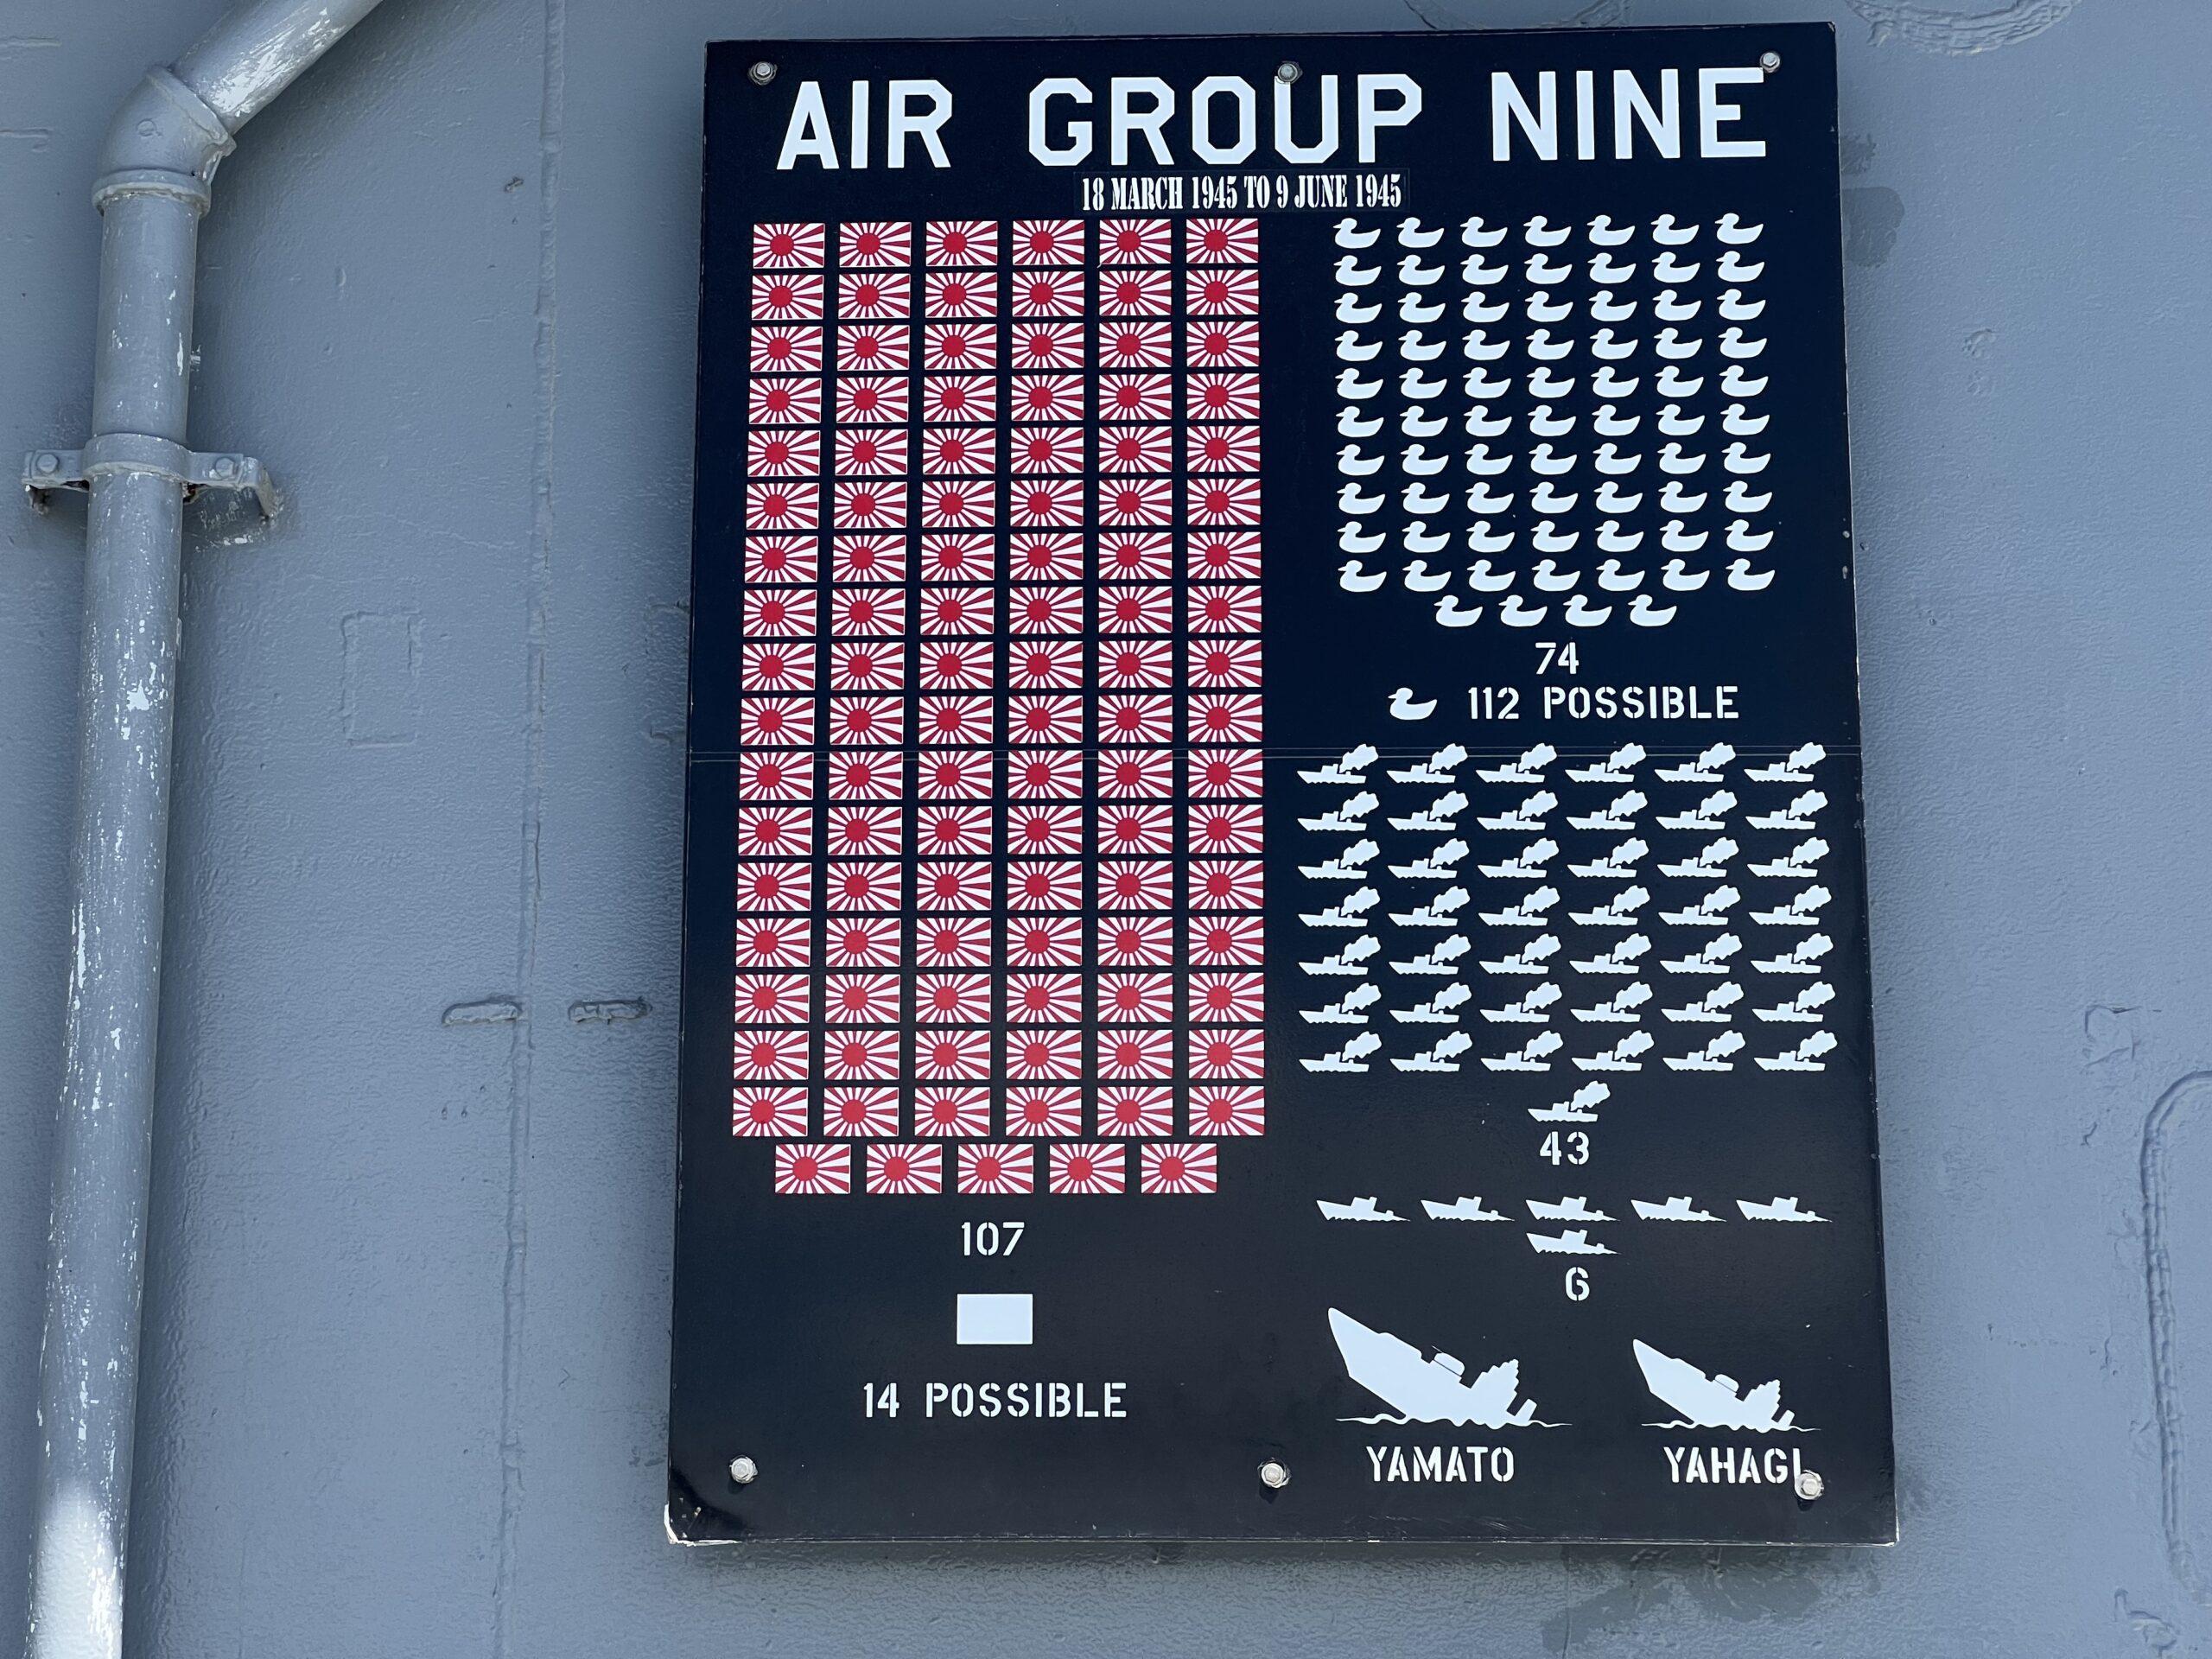 AIR GROUP NINE
18 MARCH 1945 TO 9 JUNE 1945
107
14 POSSIBLE
74
112 POSSIBLE
43
6
YAMATO
YAHAGI